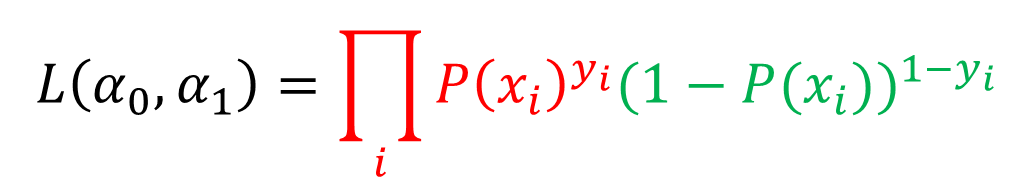 L(α₀, α₁) = ∏ᵢ P(xᵢ)^{yᵢ}(1 − P(xᵢ))^{1−yᵢ}